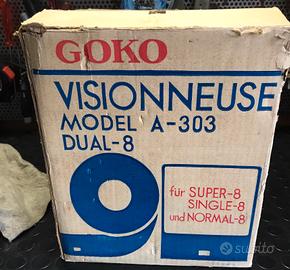 GOKO
VISIONNEUSE
MODEL A-303
DUAL-8
für SUPER-8
SINGLE-8
und NORMAL-8
subito